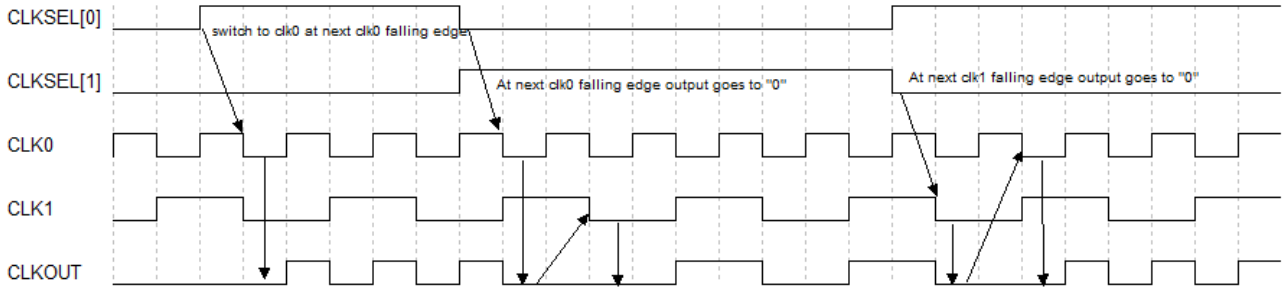 CLKSEL[0]
switch to clk0 at next clk0 falling edge
CLKSEL[1]
At next clk0 falling edge output goes to "0"
At next clk1 falling edge output goes to "0"
CLK0
CLK1
CLKOUT